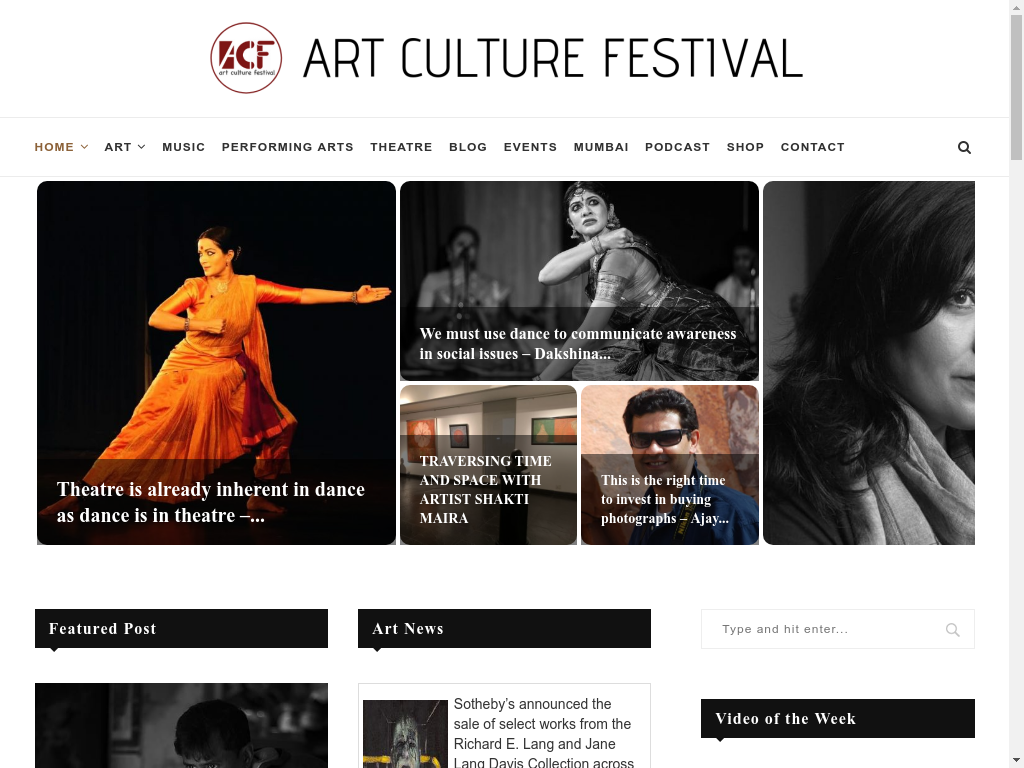 ACF
art culture festival
ART CULTURE FESTIVAL
HOME ART MUSIC PERFORMING ARTS THEATRE BLOG EVENTS MUMBAI PODCAST SHOP CONTACT
Theatre is already inherent in dance
as dance is in theatre –...
We must use dance to communicate awareness
in social issues – Dakshina...
TRAVERSING TIME
AND SPACE WITH
ARTIST SHAKTI
MAIRA
This is the right time
to invest in buying
photographs – Ajay...
Featured Post
Art News
Sotheby’s announced the
sale of select works from the
Richard E. Lang and Jane
Lang Davis Collection across
Type and hit enter...
Video of the Week